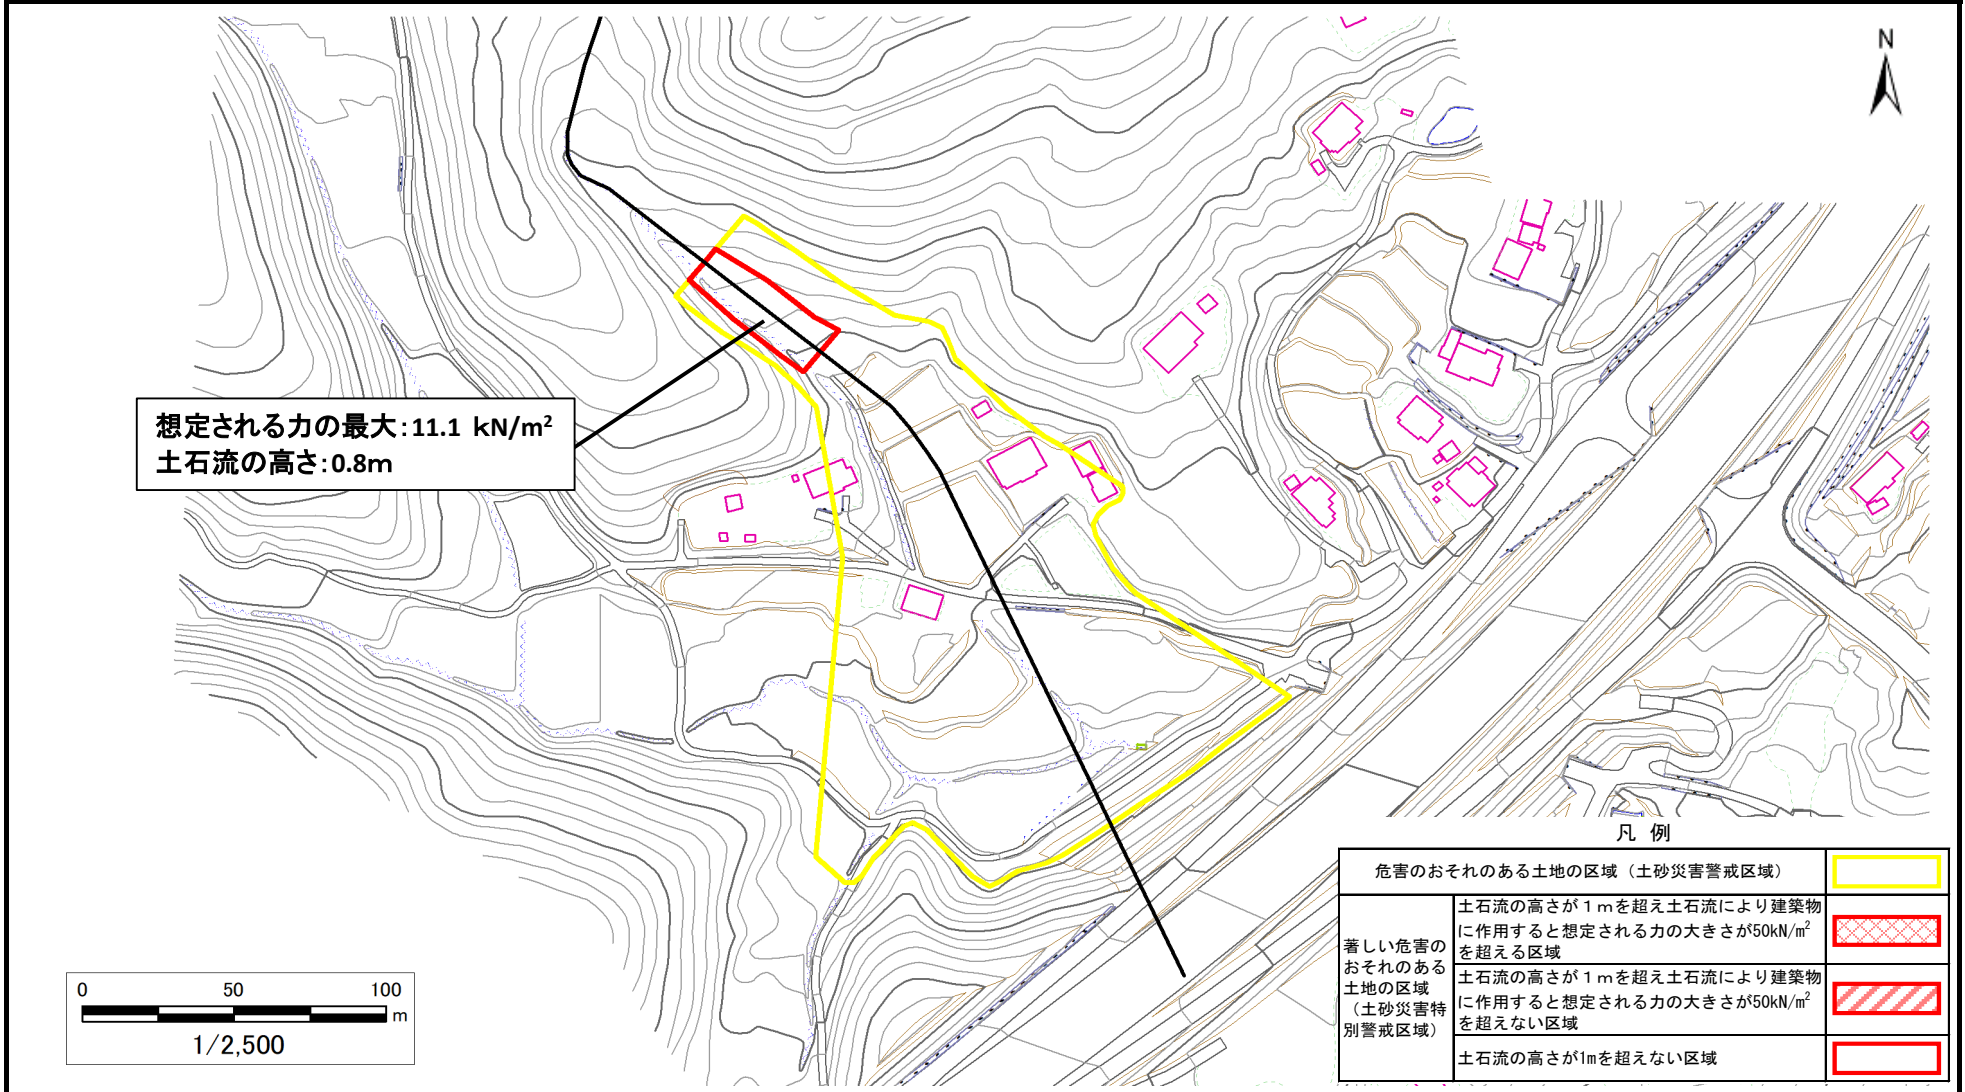 N
想定される力の最大:11.1 kN/m²
土石流の高さ:0.8m
0 50 100
m
1/2,500
凡 例
危害のおそれのある土地の区域（土砂災害警戒区域）
著しい危害の
おそれのある
土地の区域
（土砂災害特
別警戒区域）
土石流の高さが１ｍを超え土石流により建築物
に作用すると想定される力の大きさが50kN/㎡
を超える区域
土石流の高さが１ｍを超え土石流により建築物
に作用すると想定される力の大きさが50kN/㎡
を超えない区域
土石流の高さが1mを超えない区域